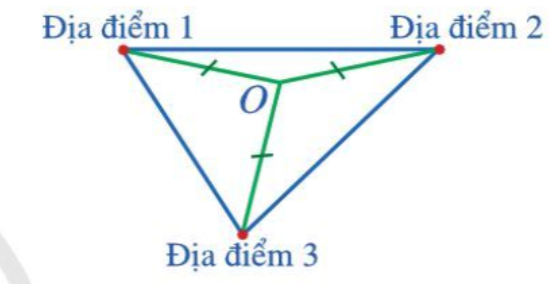 Địa điểm 1
Địa điểm 2
O
Địa điểm 3